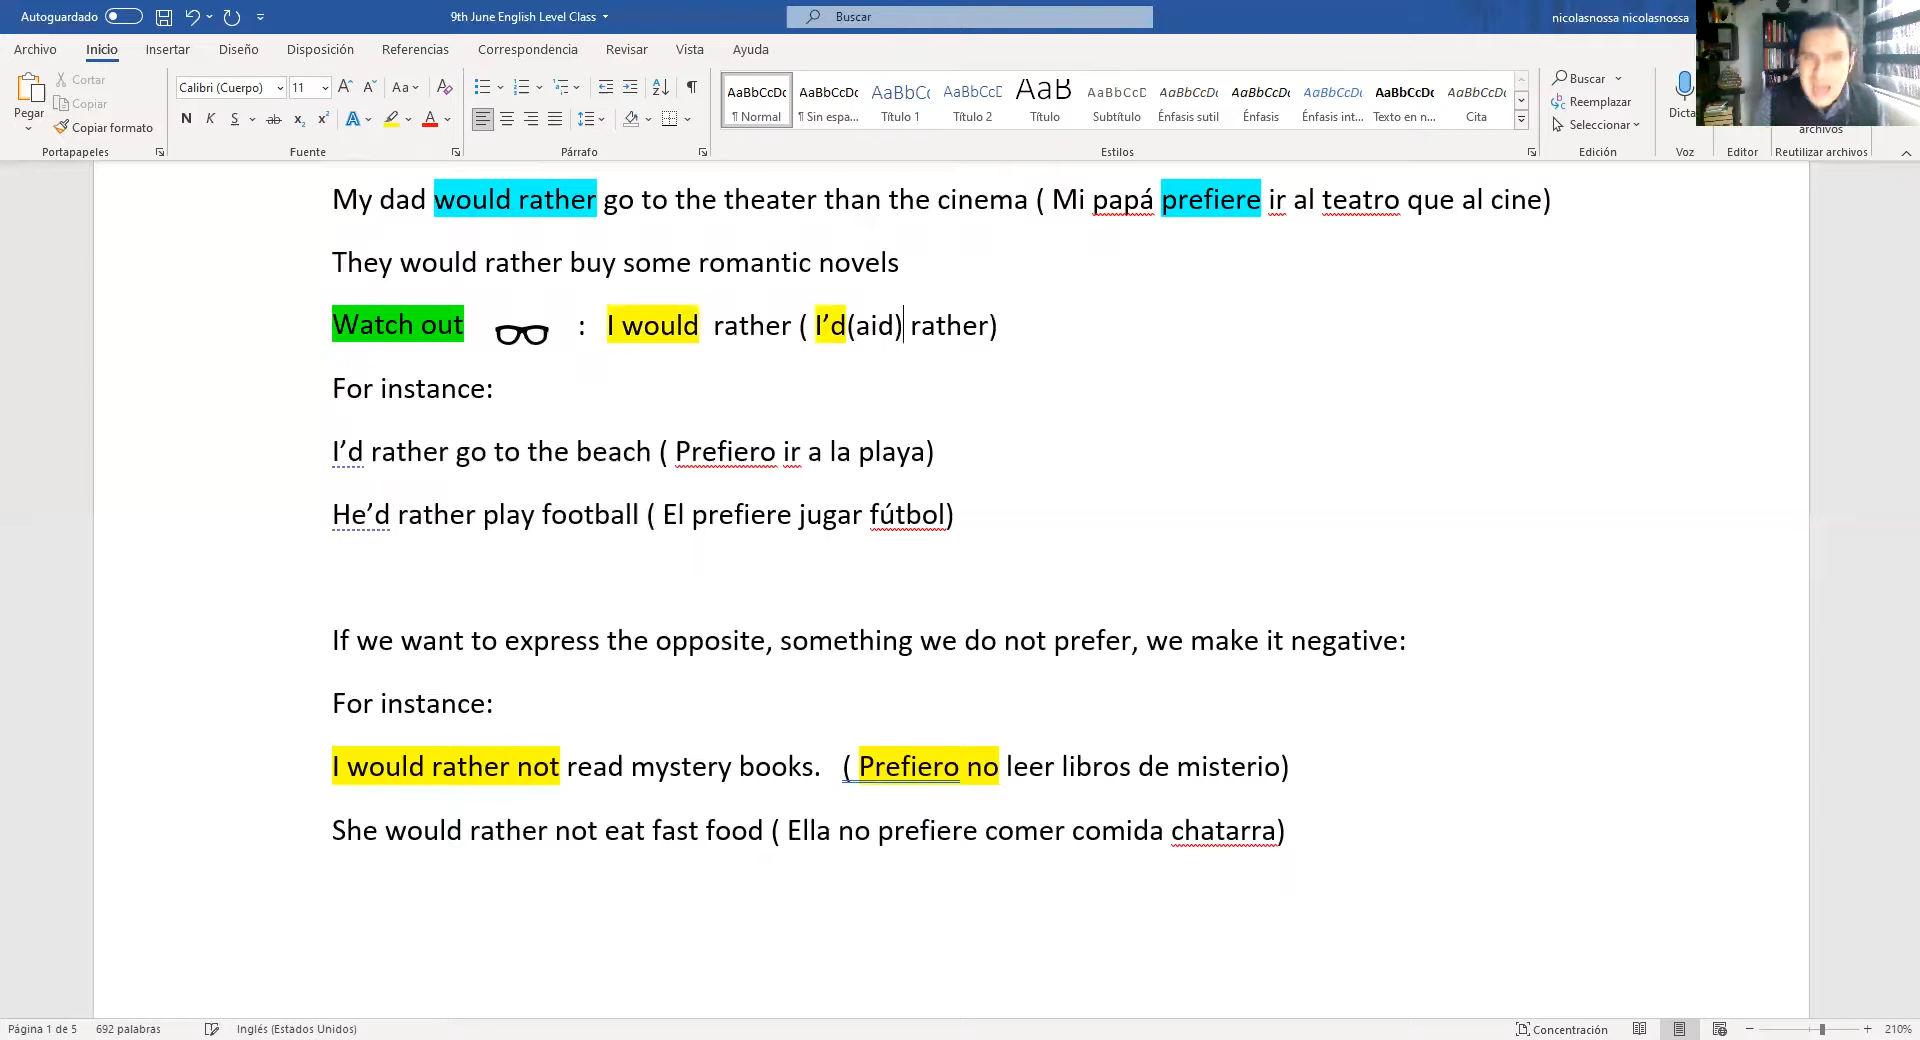 Autoguardado
9th June English Level Class
Buscar
nicolasnossa nicolasnossa
Archivo Inicio Insertar Diseño Disposición Referencias Correspondencia Revisar Vista Ayuda
Pegar
Cortar
Copiar
Copiar formato
Portapapeles
Calibri (Cuerpo) 11
N K S ab x₂ x² A A
Fuente
Párrafo
AaBbCcDc AaBbCcDc AaBbCc AaBbCcD AaB AaBbCcD AaBbCcDc AaBbCcDc AaBbCcDc AaBbCcDc AaBbCcDc
¶ Normal ¶ Sin espa... Título 1 Título 2 Título Subtítulo Énfasis sutil Énfasis Énfasis int... Texto en n... Cita
Estilos
Buscar
Reemplazar
Seleccionar
Edición
Dicta
Voz
Editor
archivos
Reutilizar archivos
My dad would rather go to the theater than the cinema ( Mi papá prefiere ir al teatro que al cine)
They would rather buy some romantic novels
Watch out : I would rather ( I’d(aid) rather)
For instance:
I’d rather go to the beach ( Prefiero ir a la playa)
He’d rather play football ( El prefiere jugar fútbol)
If we want to express the opposite, something we do not prefer, we make it negative:
For instance:
I would rather not read mystery books. ( Prefiero no leer libros de misterio)
She would rather not eat fast food ( Ella no prefiere comer comida chatarra)
Página 1 de 5 692 palabras Inglés (Estados Unidos) Concentración 210%